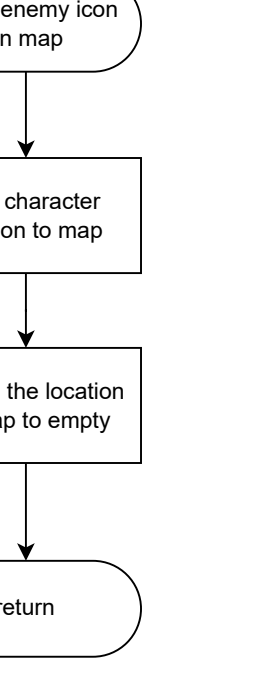 enemy icon
n map
character
on to map
the location
ap to empty
return